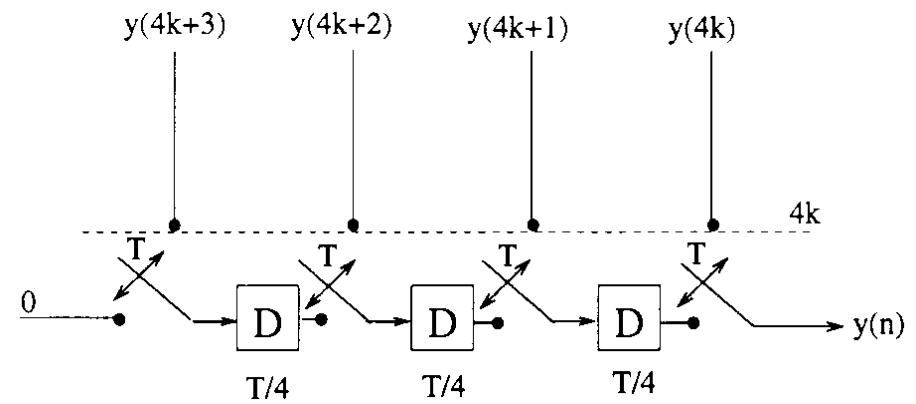 y(4k+3) y(4k+2) y(4k+1) y(4k)
4k
T T T T
0 D D D y(n)
T/4 T/4 T/4